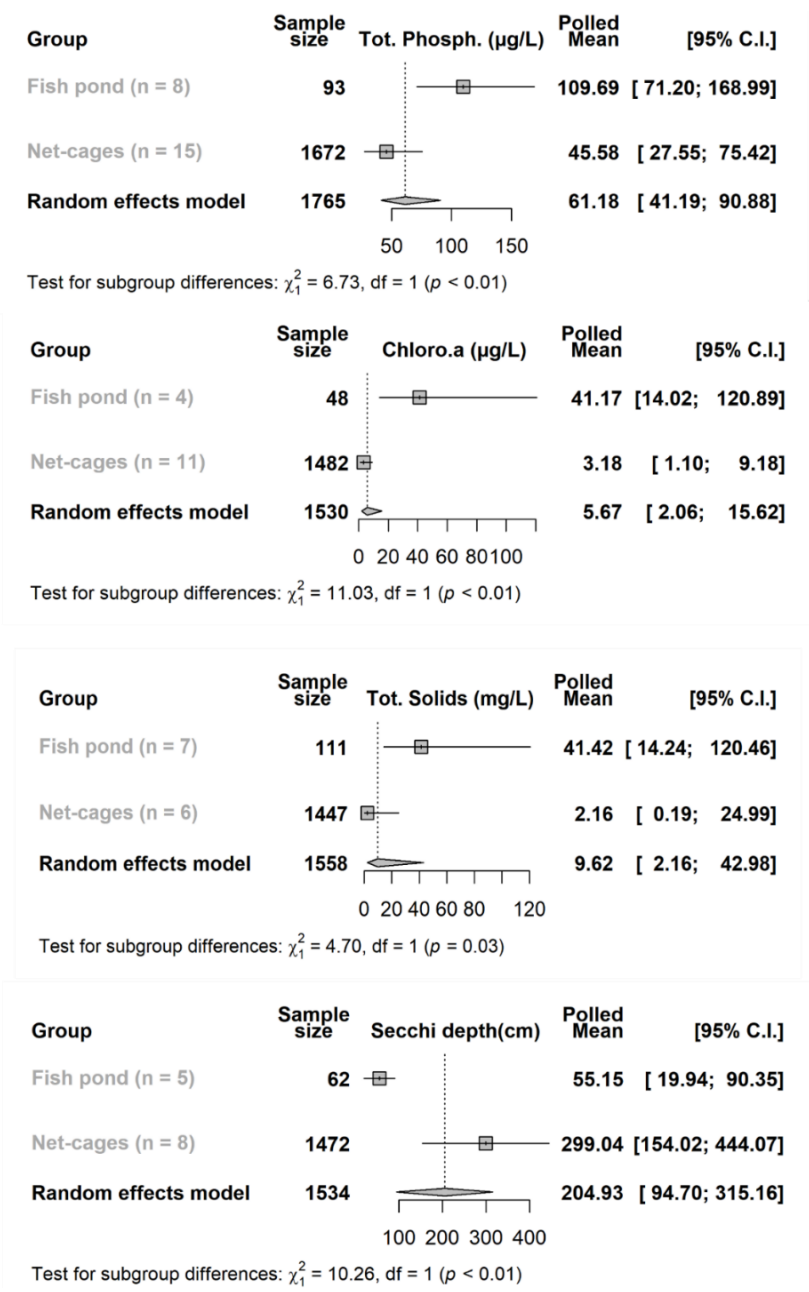 Group Sample size Tot. Phosph. (µg/L) Polled Mean [95% C.I.]
Fish pond (n = 8) 93 109.69 [ 71.20; 168.99]
Net-cages (n = 15) 1672 45.58 [ 27.55; 75.42]
Random effects model 1765 61.18 [ 41.19; 90.88]
50 100 150
Test for subgroup differences: χ²₁ = 6.73, df = 1 (p < 0.01)
Group Sample size Chloro.a (µg/L) Polled Mean [95% C.I.]
Fish pond (n = 4) 48 41.17 [14.02; 120.89]
Net-cages (n = 11) 1482 3.18 [ 1.10; 9.18]
Random effects model 1530 5.67 [ 2.06; 15.62]
0 20 40 60 80 100
Test for subgroup differences: χ²₁ = 11.03, df = 1 (p < 0.01)
Group Sample size Tot. Solids (mg/L) Polled Mean [95% C.I.]
Fish pond (n = 7) 111 41.42 [ 14.24; 120.46]
Net-cages (n = 6) 1447 2.16 [ 0.19; 24.99]
Random effects model 1558 9.62 [ 2.16; 42.98]
0 20 40 60 80 120
Test for subgroup differences: χ²₁ = 4.70, df = 1 (p = 0.03)
Group Sample size Secchi depth(cm) Polled Mean [95% C.I.]
Fish pond (n = 5) 62 55.15 [ 19.94; 90.35]
Net-cages (n = 8) 1472 299.04 [154.02; 444.07]
Random effects model 1534 204.93 [ 94.70; 315.16]
100 200 300 400
Test for subgroup differences: χ²₁ = 10.26, df = 1 (p < 0.01)